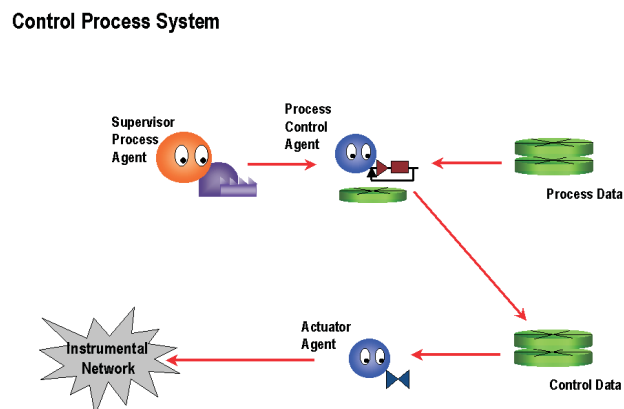 Control Process System
Supervisor
Process
Agent
Process
Control
Agent
Process Data
Instrumental
Network
Actuator
Agent
Control Data